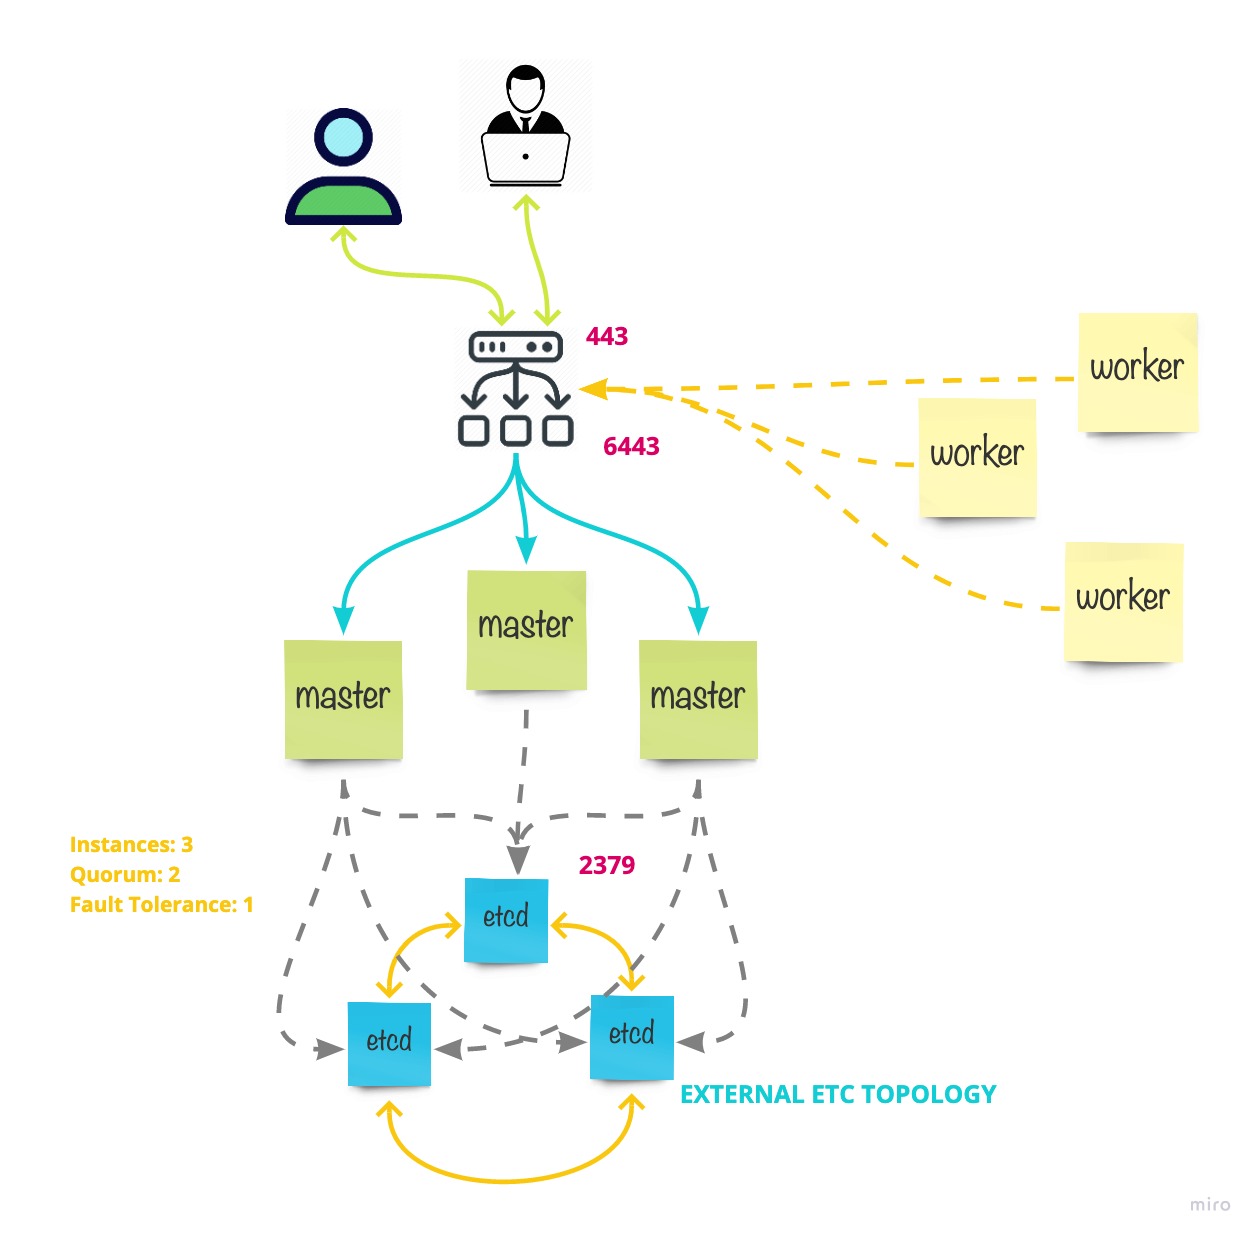 443
worker
6443
worker
worker
master
master
master
Instances: 3
Quorum: 2
Fault Tolerance: 1
2379
etcd
etcd
etcd
EXTERNAL ETC TOPOLOGY
miro